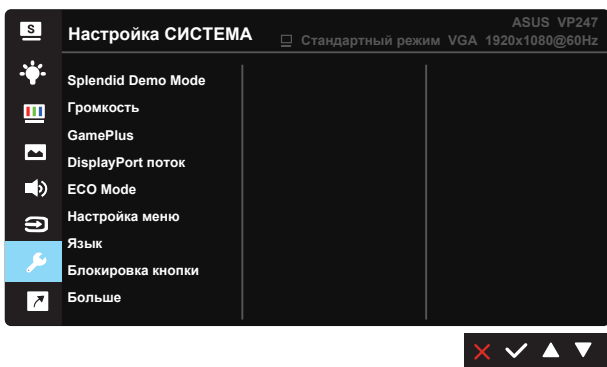 S
Настройка СИСТЕМА
ASUS VP247
Стандартный режим VGA 1920x1080@60Hz
Splendid Demo Mode
Громкость
GamePlus
DisplayPort поток
ECO Mode
Настройка меню
Язык
Блокировка кнопки
Больше